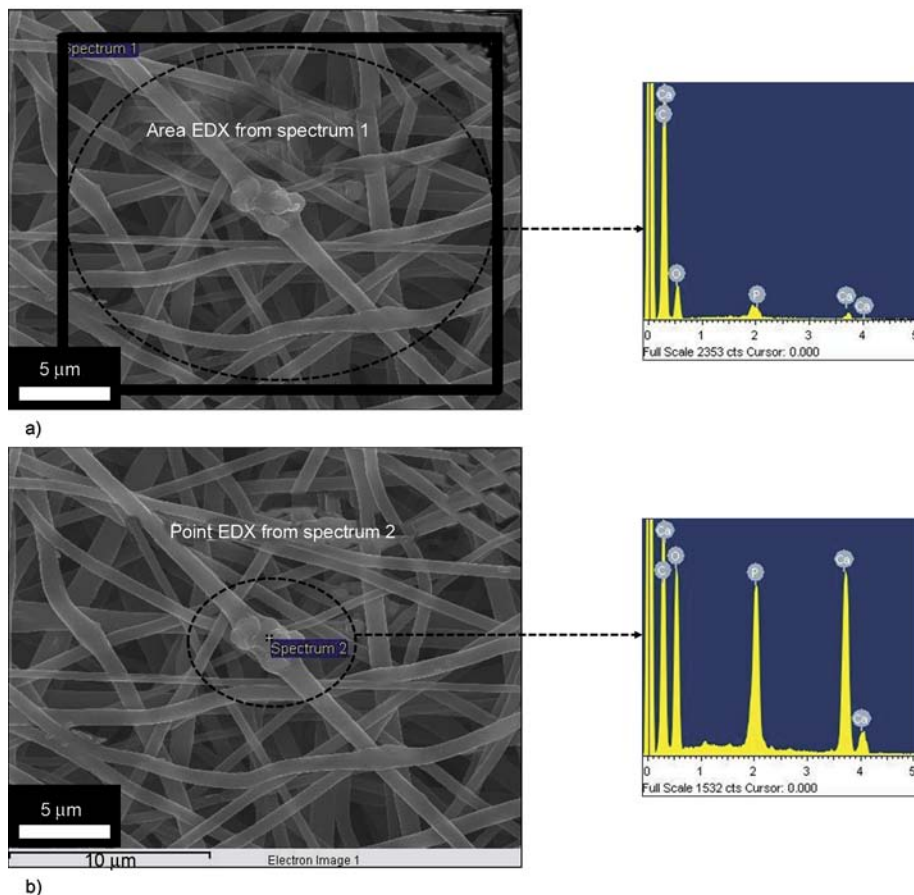 Spectrum 1
Area EDX from spectrum 1
5 μm
Ca
C
O
P
Ca
Ca
0 1 2 3 4 5
Full Scale 2353 cts Cursor: 0.000
a)
Point EDX from spectrum 2
Spectrum 2
5 μm
10 μm
Electron Image 1
Ca
C
O
P
Ca
Ca
0 1 2 3 4 5
Full Scale 1532 cts Cursor: 0.000
b)